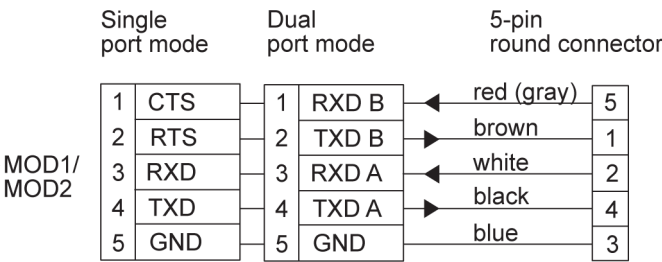 Single
port mode
Dual
port mode
5-pin
round connector
MOD1/
MOD2
1 CTS 1 RXD B red (gray) 5
2 RTS 2 TXD B brown 1
3 RXD 3 RXD A white 2
4 TXD 4 TXD A black 4
5 GND 5 GND blue 3